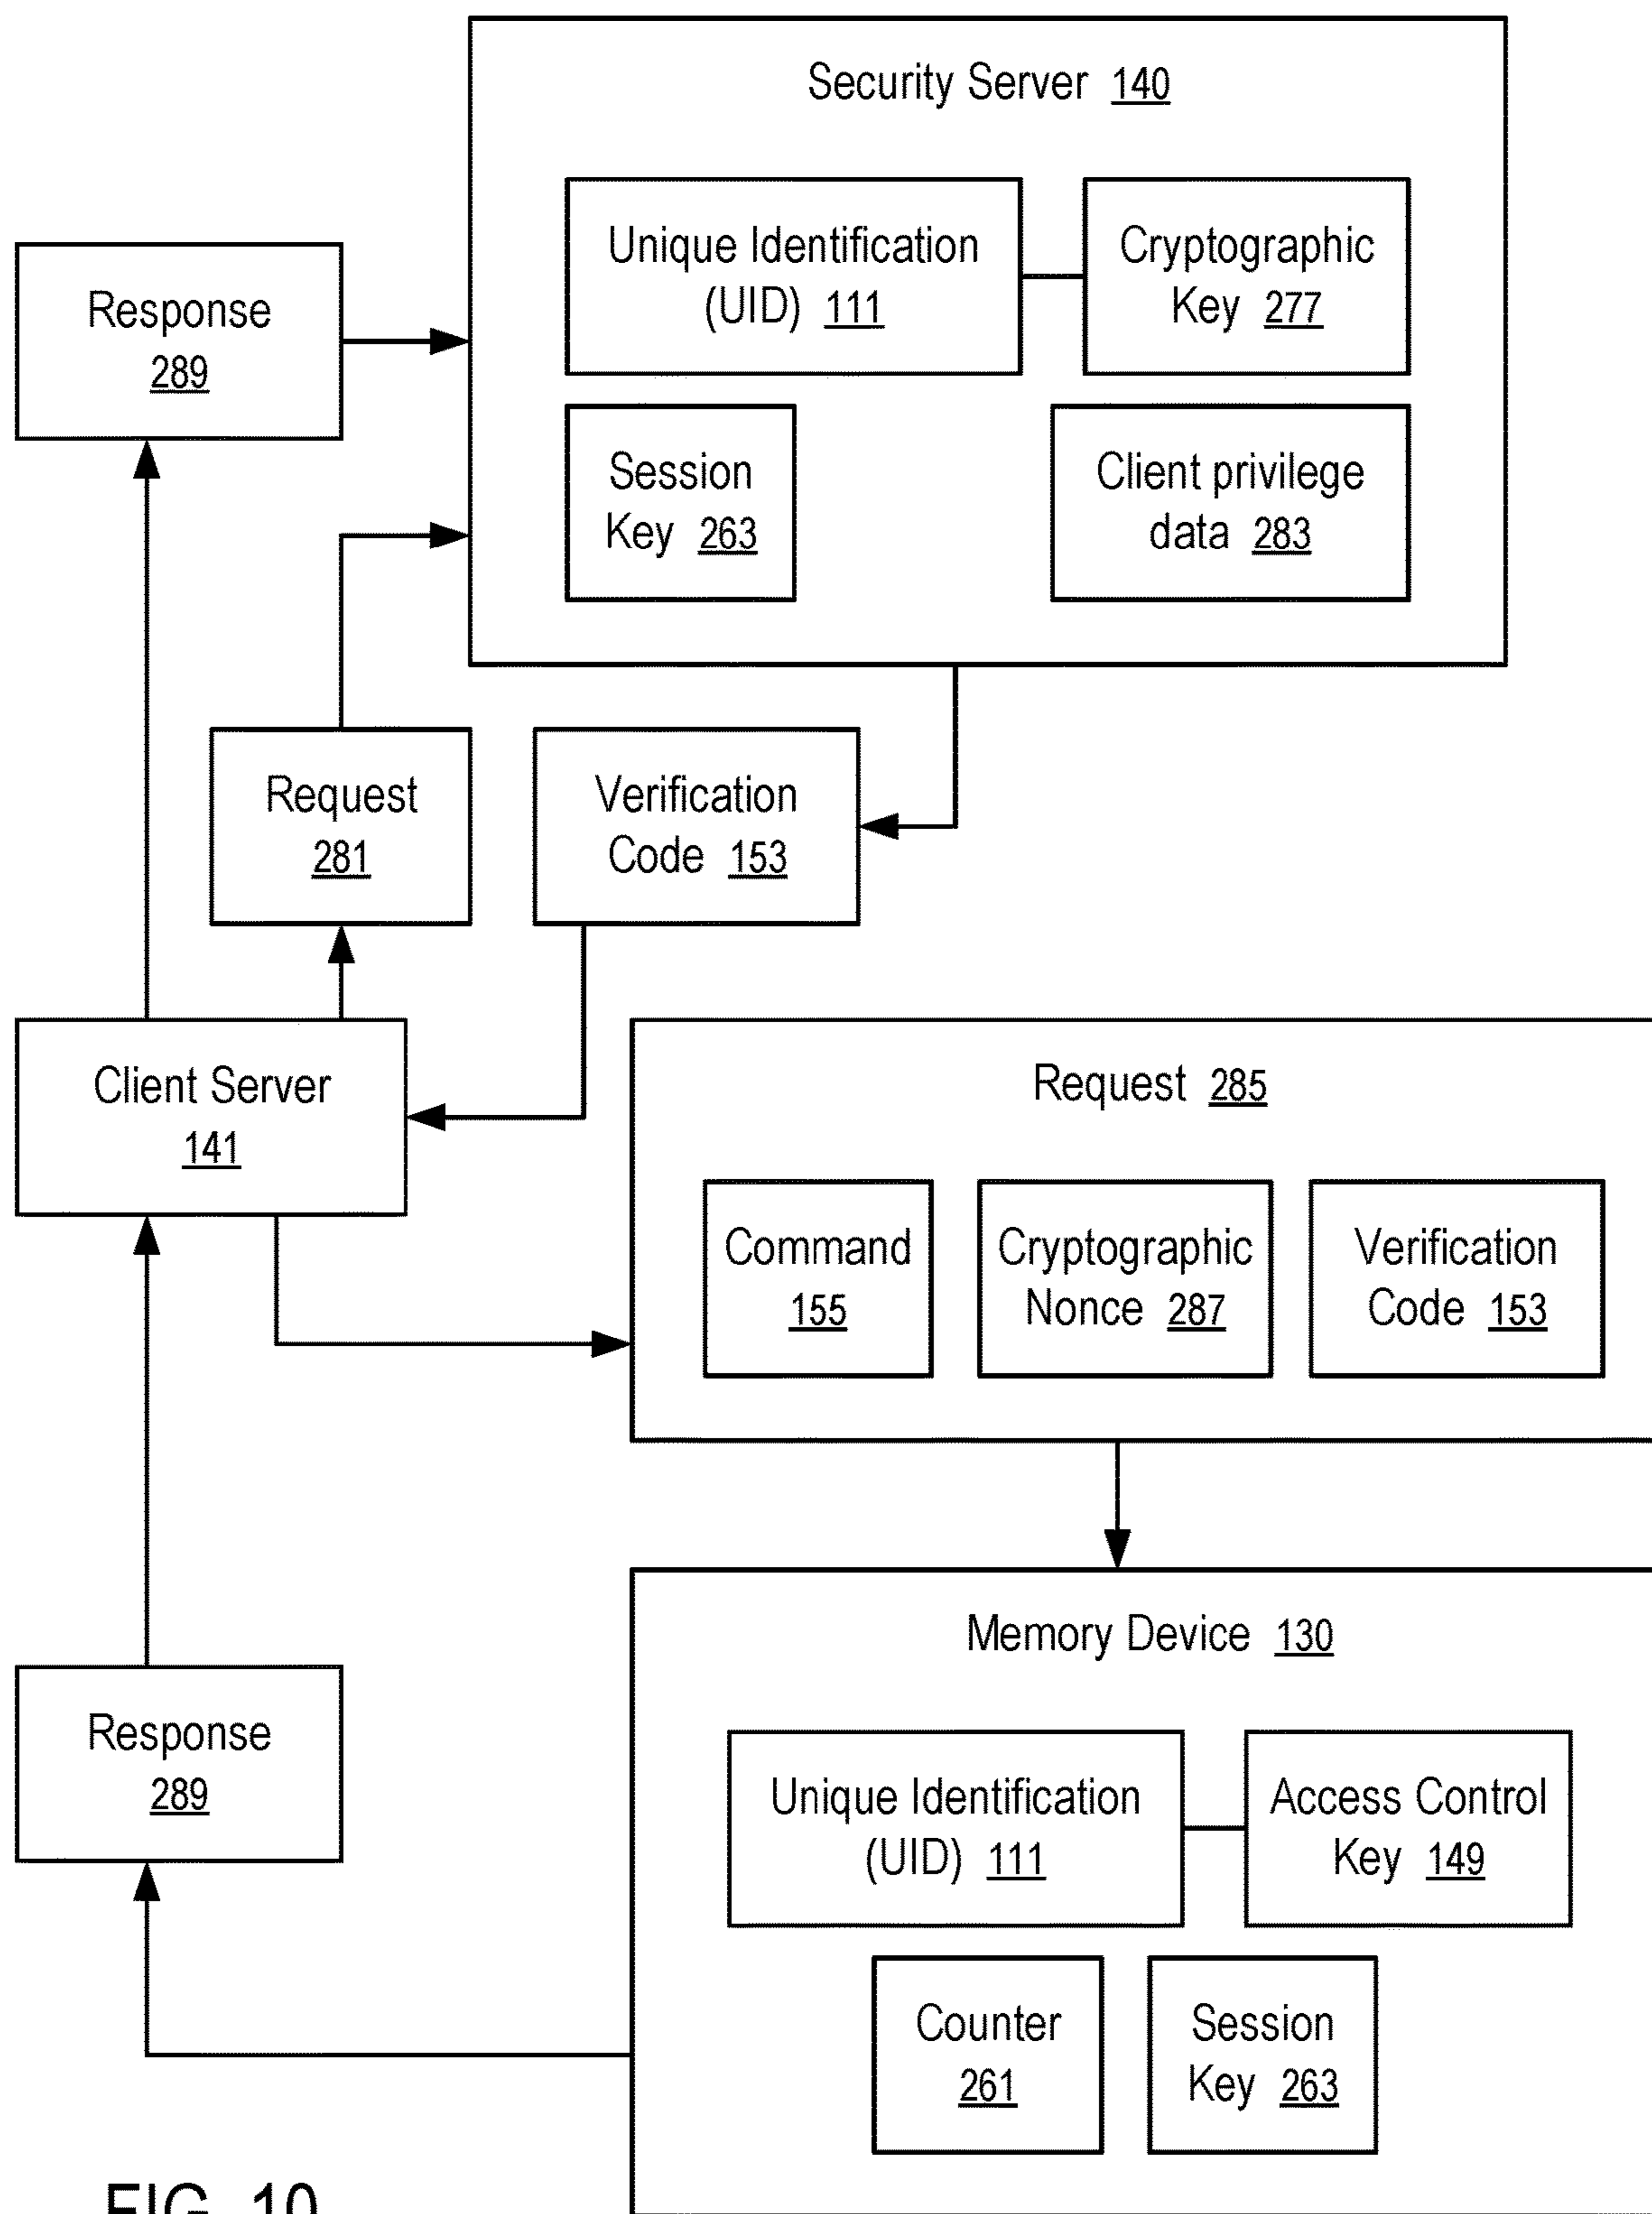 Security Server 140
Unique Identification
(UID) 111
Cryptographic
Key 277
Response
289
Session
Key 263
Client privilege
data 283
Request
281
Verification
Code 153
Client Server
141
Request 285
Command
155
Cryptographic
Nonce 287
Verification
Code 153
Memory Device 130
Response
289
Unique Identification
(UID) 111
Access Control
Key 149
Counter
261
Session
Key 263
FIG. 10